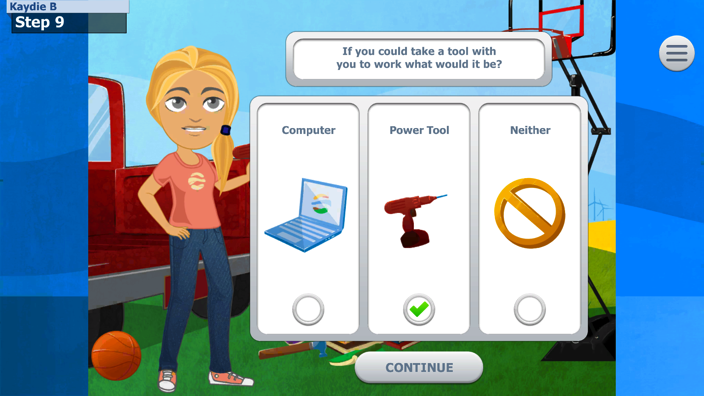 Kaydie B
Step 9
If you could take a tool with
you to work what would it be?
Computer
Power Tool
Neither
CONTINUE